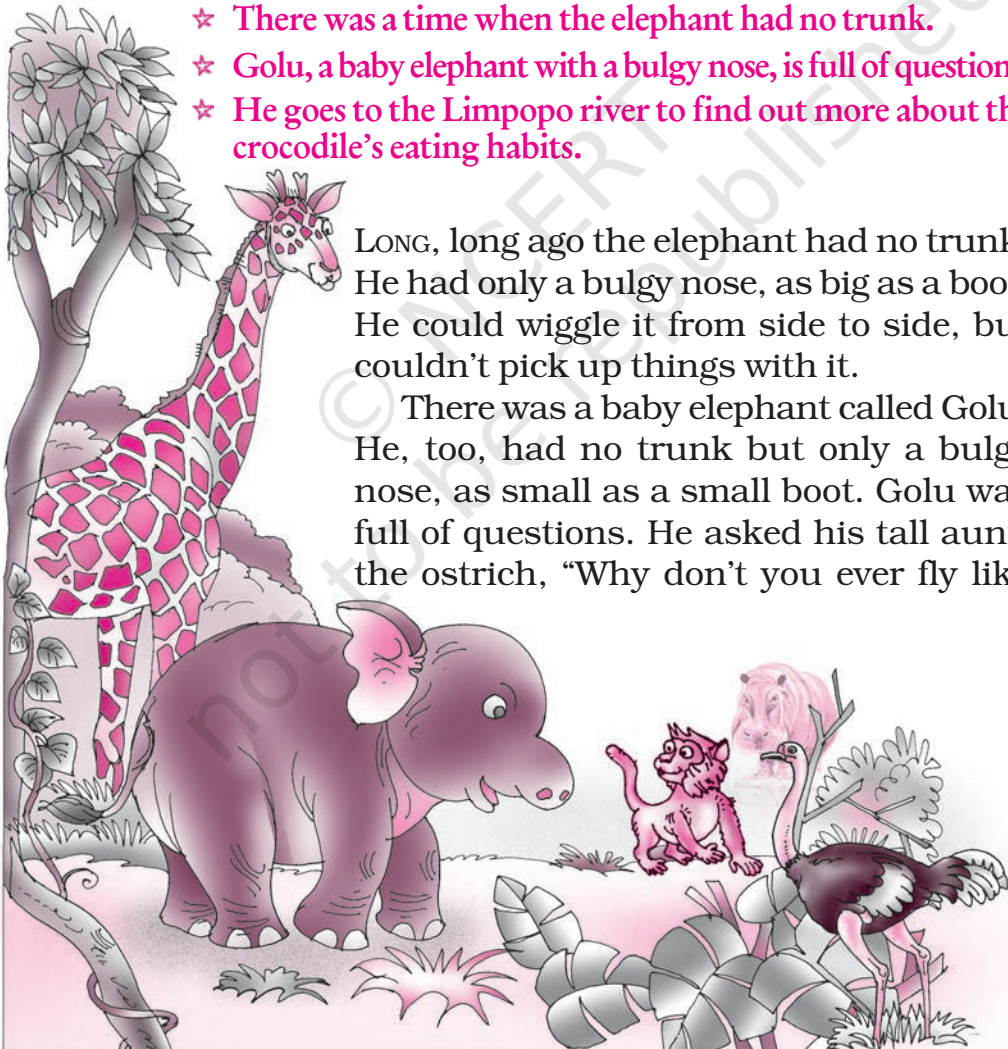 ☆ There was a time when the elephant had no trunk.
☆ Golu, a baby elephant with a bulgy nose, is full of question
☆ He goes to the Limpopo river to find out more about th
crocodile’s eating habits.
LONG, long ago the elephant had no trunk
He had only a bulgy nose, as big as a boo
He could wiggle it from side to side, bu
couldn’t pick up things with it.
There was a baby elephant called Golu
He, too, had no trunk but only a bulg
nose, as small as a small boot. Golu wa
full of questions. He asked his tall aun
the ostrich, “Why don’t you ever fly lik
© NCERT
not to be republished